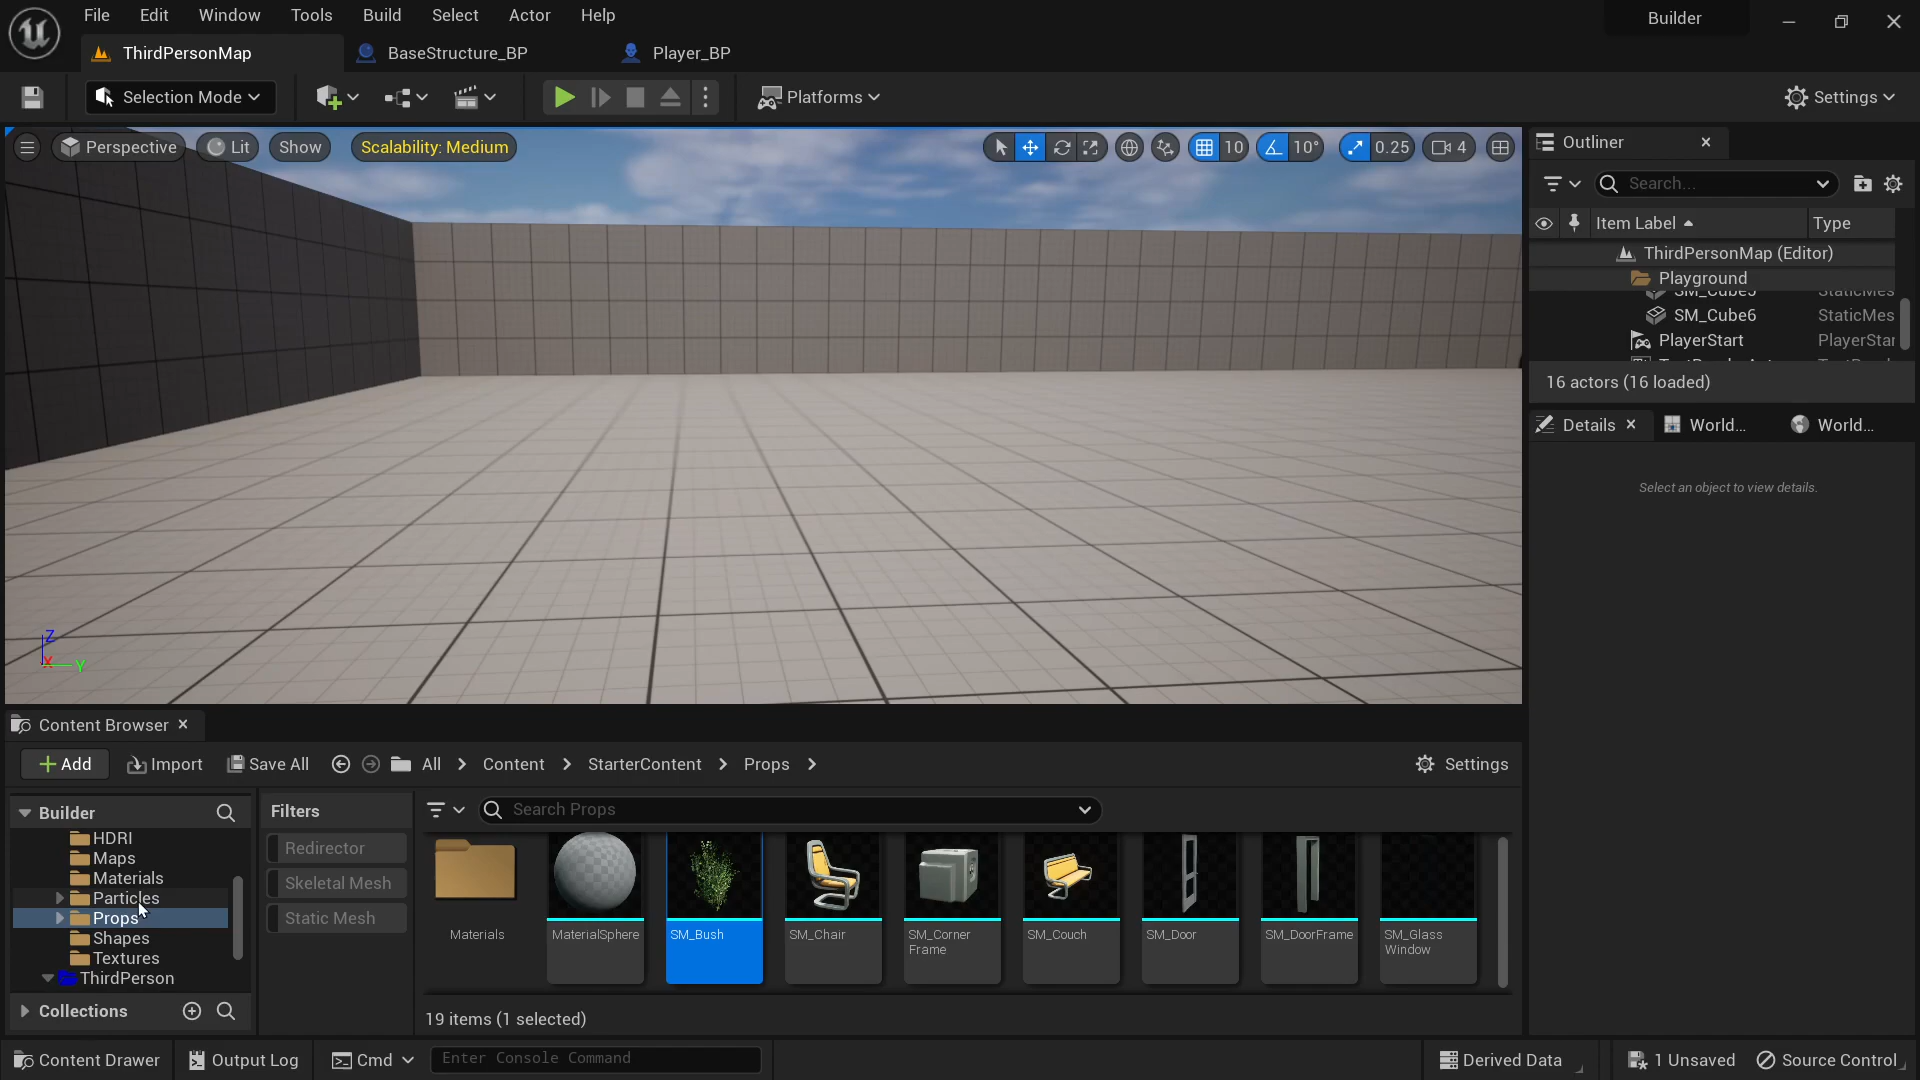 File Edit Window Tools Build Select Actor Help
Builder
ThirdPersonMap BaseStructure_BP Player_BP
Selection Mode Platforms Settings
Perspective Lit Show Scalability: Medium 10 10° 0.25 4
Outliner
Search...
Item Label Type
ThirdPersonMap (Editor)
Playground
SM_Cube5 StaticMes
SM_Cube6 StaticMes
PlayerStart PlayerStar
16 actors (16 loaded)
Details World... World...
Select an object to view details.
Z
X Y
Content Browser
Add Import Save All All Content StarterContent Props Settings
Builder
HDRI
Maps
Materials
Particles
Props
Shapes
Textures
ThirdPerson
Collections
Filters
Redirector
Skeletal Mesh
Static Mesh
Search Props
Materials MaterialSphere SM_Bush SM_Chair SM_Corner SM_Couch SM_Door SM_DoorFrame SM_Glass
Frame Window
19 items (1 selected)
Content Drawer Output Log Cmd Enter Console Command Derived Data 1 Unsaved Source Control